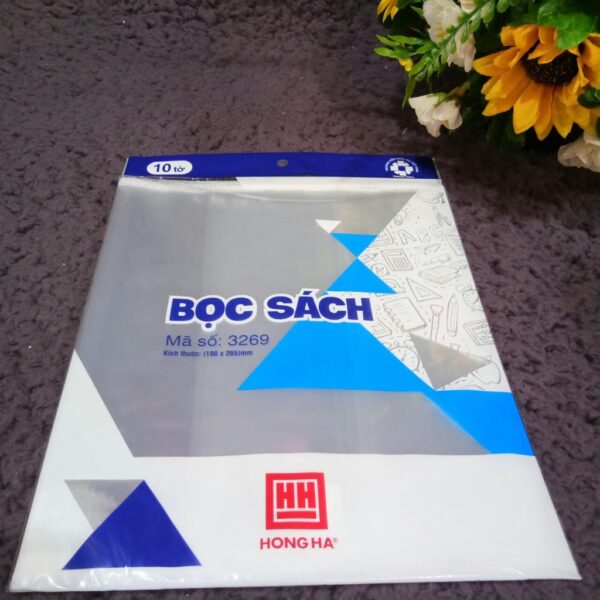 10 tờ
BỌC SÁCH
Mã số: 3269
Kích thước: (190 x 265)mm
HH
HONG HA®